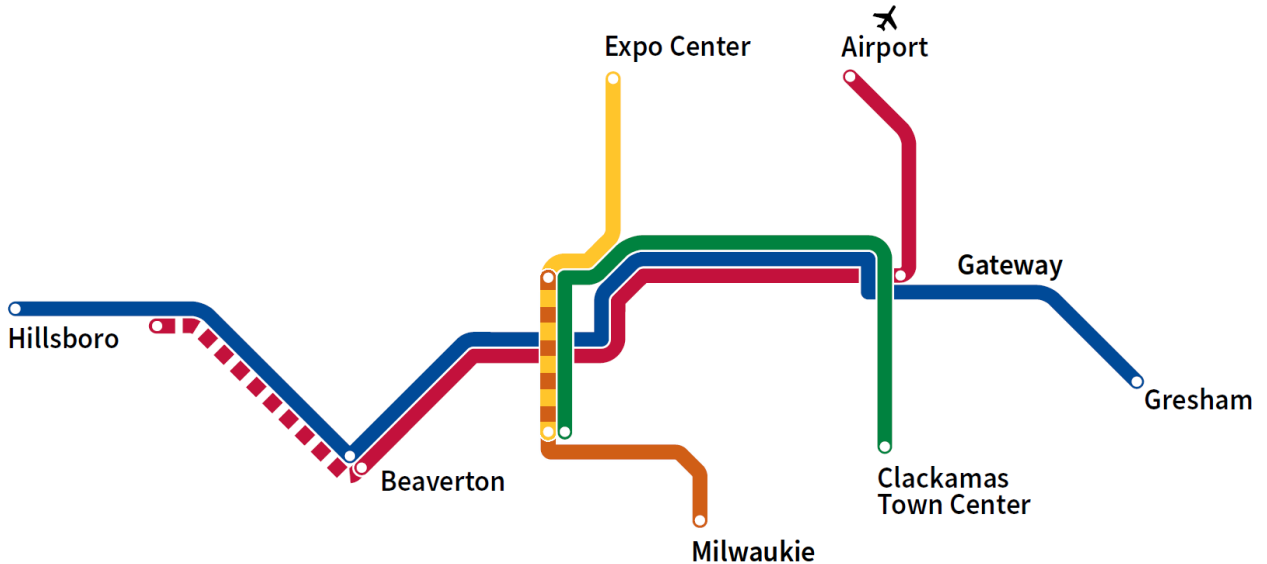 Expo Center
Airport
Gateway
Hillsboro
Gresham
Beaverton
Clackamas
Town Center
Milwaukie